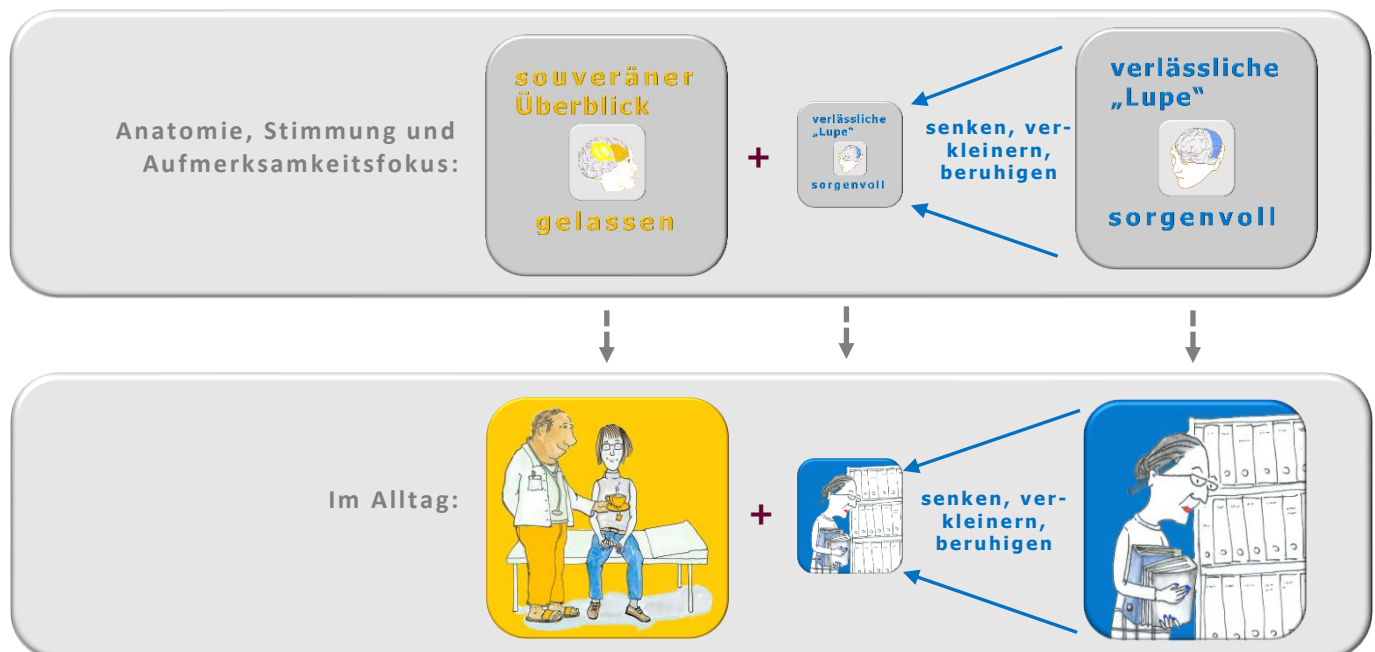 Anatomie, Stimmung und
Aufmerksamkeitsfokus:
souveräner
Überblick
gelassen
+
verlässliche
„Lupe“
sorgenvoll
senken, ver-
kleinern,
beruhigen
verlässliche
„Lupe“
sorgenvoll
Im Alltag:
+
senken, ver-
kleinern,
beruhigen